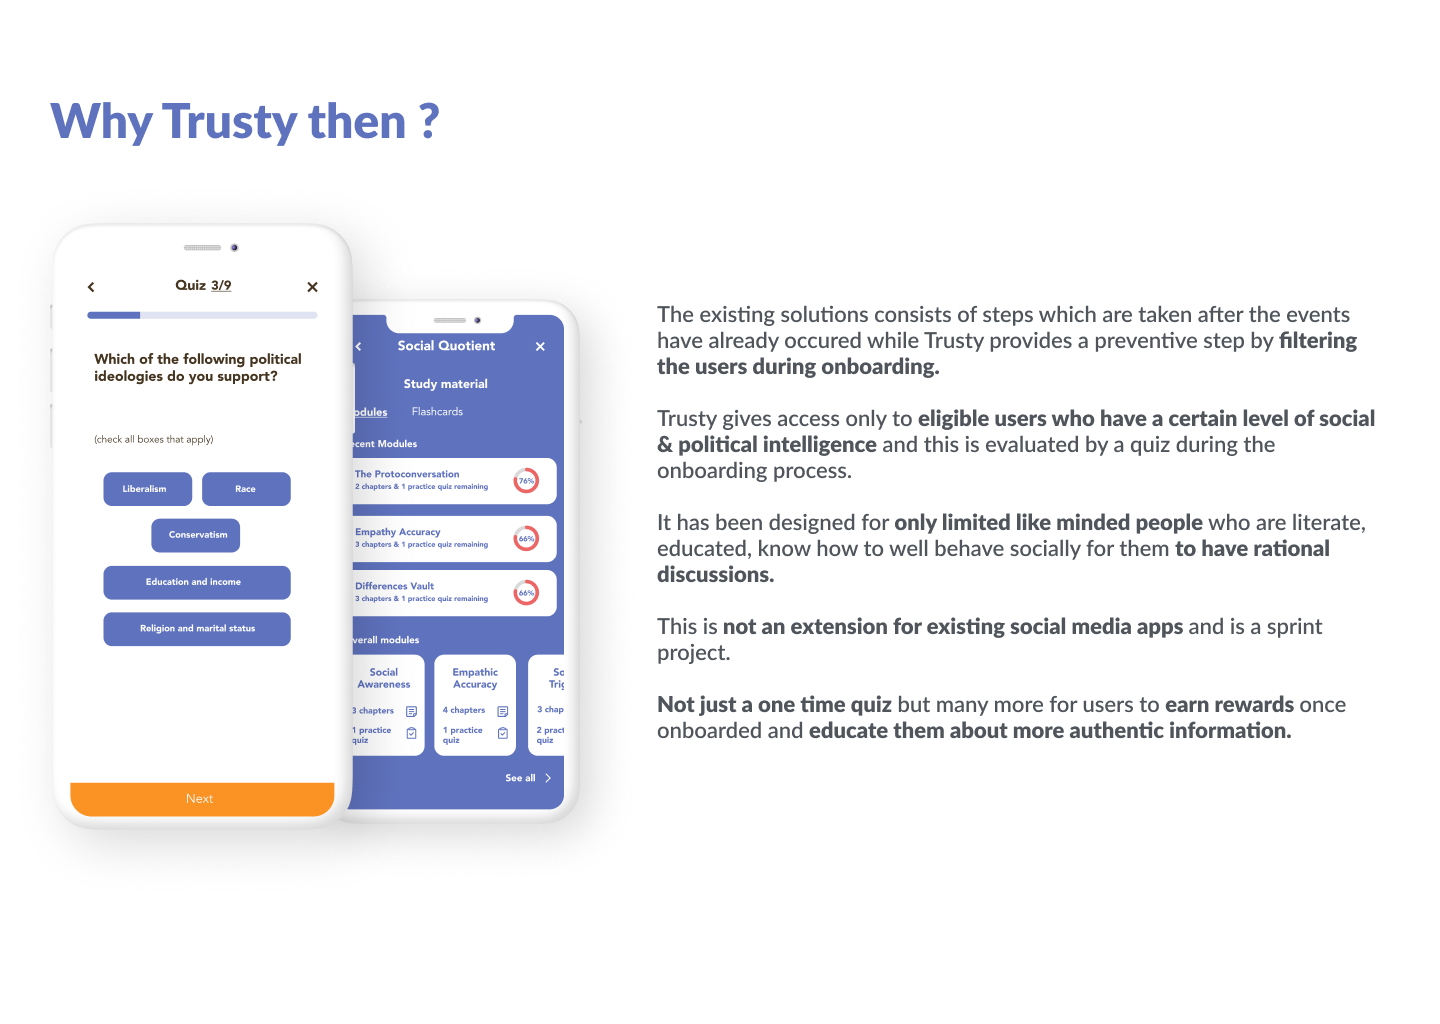 Why Trusty then ?
Quiz 3/9
Which of the following political
ideologies do you support?
(check all boxes that apply)
Liberalism
Race
Conservatism
Education and income
Religion and marital status
Next
Social Quotient
Study material
odules
Flashcards
cent Modules
The Protoconversation
2 chapters & 1 practice quiz remaining
76%
Empathy Accuracy
3 chapters & 1 practice quiz remaining
66%
Differences Vault
3 chapters & 1 practice quiz remaining
66%
verall modules
Social
Awareness
3 chapters
1 practice
quiz
Empathic
Accuracy
4 chapters
1 practice
quiz
So
Trig
3 chap
2 pract
quiz
See all
The existing solutions consists of steps which are taken after the events
have already occured while Trusty provides a preventive step by filtering
the users during onboarding.
Trusty gives access only to eligible users who have a certain level of social
& political intelligence and this is evaluated by a quiz during the
onboarding process.
It has been designed for only limited like minded people who are literate,
educated, know how to well behave socially for them to have rational
discussions.
This is not an extension for existing social media apps and is a sprint
project.
Not just a one time quiz but many more for users to earn rewards once
onboarded and educate them about more authentic information.